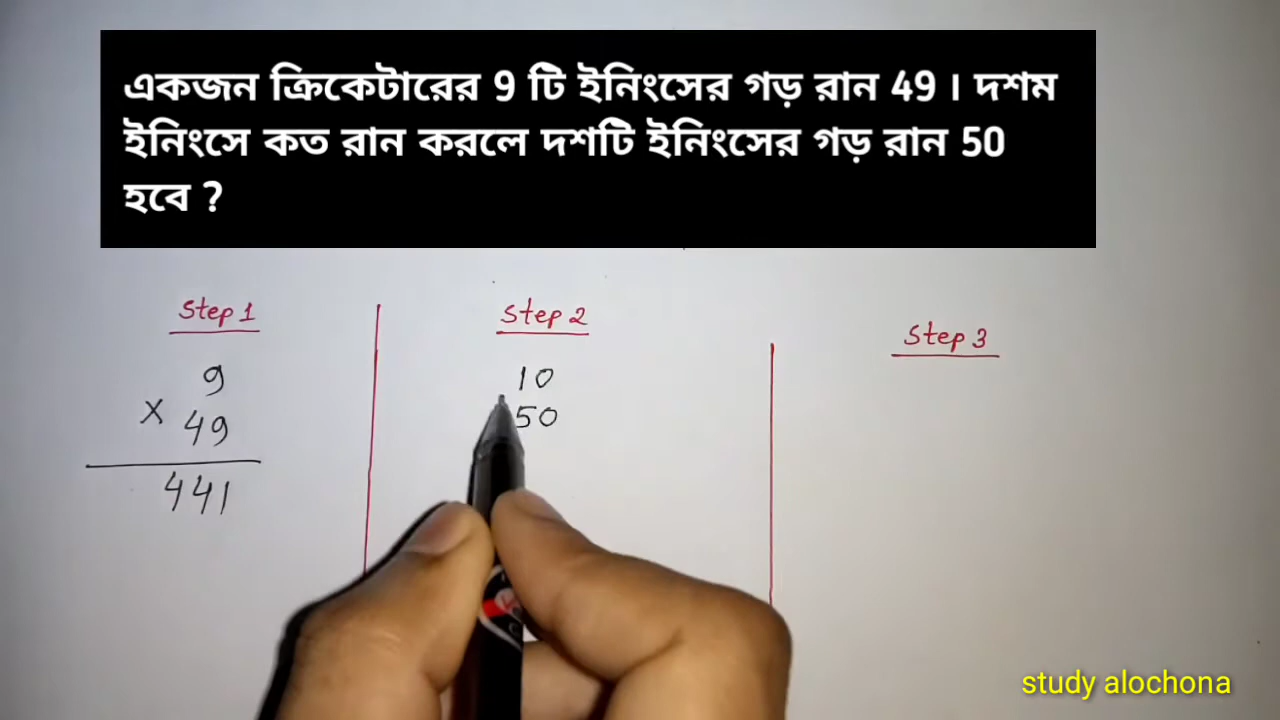 একজন ক্রিকেটারের 9 টি ইনিংসের গড় রান 49 । দশম
ইনিংসে কত রান করলে দশটি ইনিংসের গড় রান 50
হবে ?
Step 1
9
× 49
441
Step 2
10
50
Step 3
study alochona